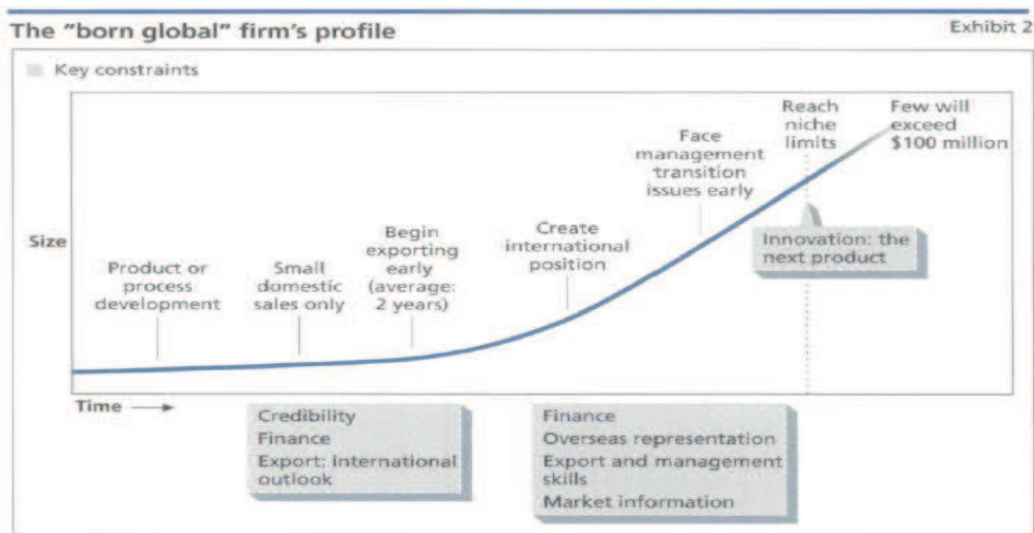 The "born global" firm's profile
Exhibit 2
Key constraints
Size
Product or
process
development
Small
domestic
sales only
Begin
exporting
early
(average:
2 years)
Create
international
position
Face
management
transition
issues early
Reach
niche
limits
Few will
exceed
$100 million
Innovation: the
next product
Time
Credibility
Finance
Export: international
outlook
Finance
Overseas representation
Export and management
skills
Market information